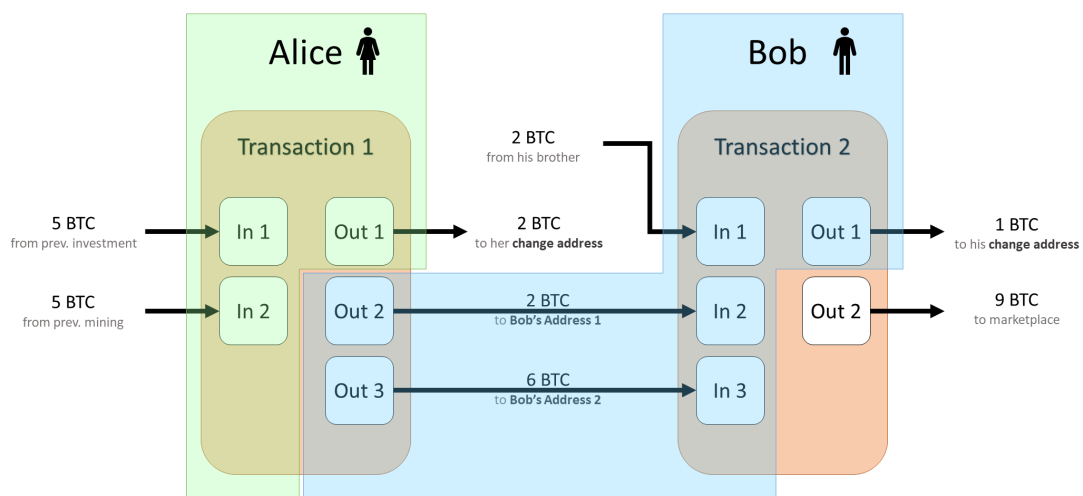 Alice
Bob
Transaction 1
2 BTC
from his brother
Transaction 2
5 BTC
from prev. investment
In 1
Out 1
2 BTC
to her change address
In 1
Out 1
1 BTC
to his change address
5 BTC
from prev. mining
In 2
Out 2
2 BTC
to Bob's Address 1
In 2
Out 2
9 BTC
to marketplace
Out 3
6 BTC
to Bob's Address 2
In 3